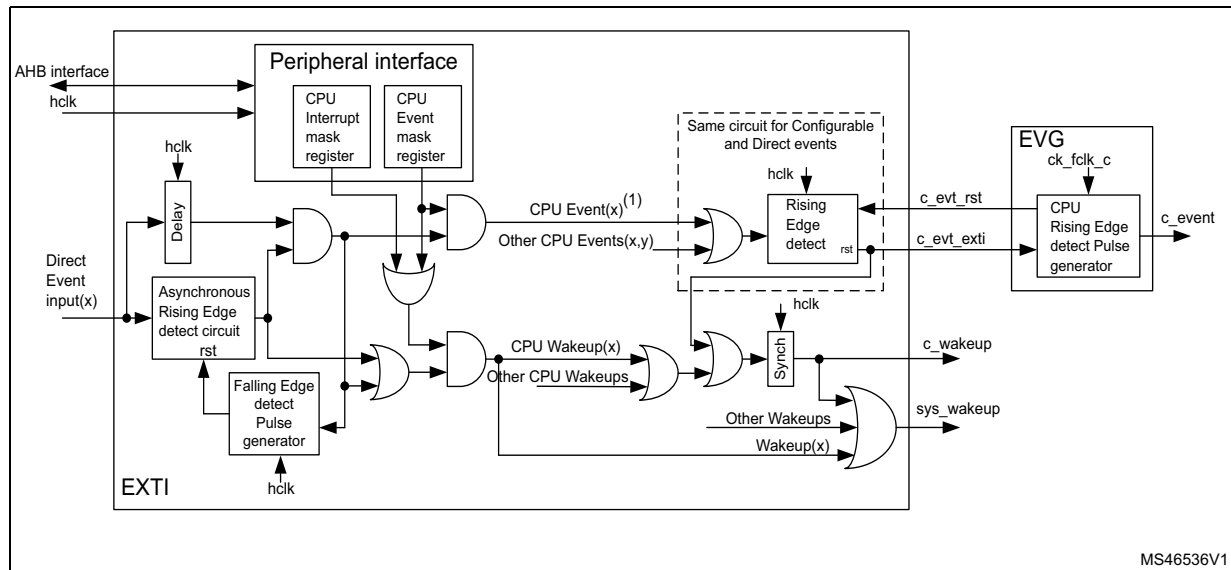 Peripheral interface
AHB interface
hclk
CPU
Interrupt
mask
register
CPU
Event
mask
register
Same circuit for Configurable
and Direct events
EVG
ck_fclk_c
hclk
hclk
Delay
CPU Event(x)(1)
Rising
Edge
detect
rst
c_evt_rst
CPU
Rising Edge
detect Pulse
generator
c_event
Other CPU Events(x,y)
c_evt_exti
Direct
Event
input(x)
Asynchronous
Rising Edge
detect circuit
rst
hclk
CPU Wakeup(x)
Synch
c_wakeup
Other CPU Wakeups
Falling Edge
detect
Pulse
generator
Other Wakeups
sys_wakeup
Wakeup(x)
hclk
EXTI
MS46536V1